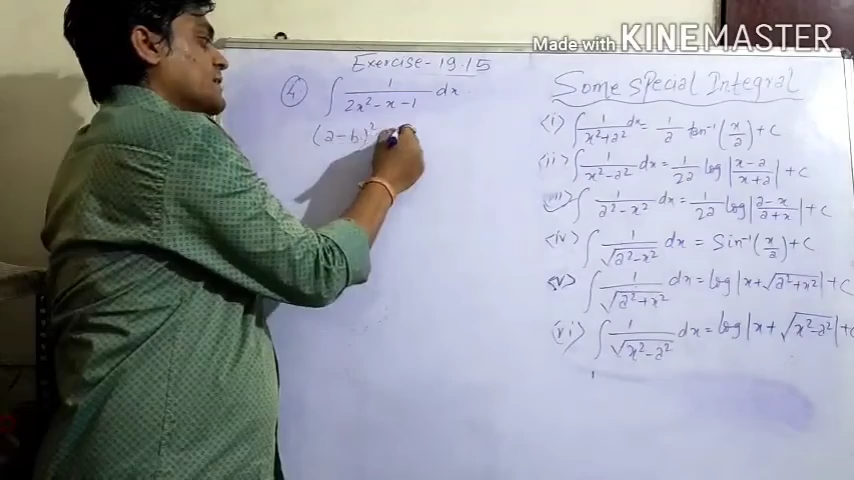 Made with KINEMASTER
Exercise-19.15
④ ∫ 1/(2x²-x-1) dx
(a-b)²
Some Special Integral
(i) ∫ 1/(x²+a²) dx = 1/a tan⁻¹(x/a)+C
(ii) ∫ 1/(x²-a²) dx = 1/2a log|(x-a)/(x+a)|+C
(iii) ∫ 1/(a²-x²) dx = 1/2a log|(a-x)/(a+x)|+C
(iv) ∫ 1/√(a²-x²) dx = Sin⁻¹(x/a)+C
(v) ∫ 1/√(a²+x²) dx = log|x+√(a²+x²)|+C
(vi) ∫ 1/√(x²-a²) dx = log|x+√(x²-a²)|+C